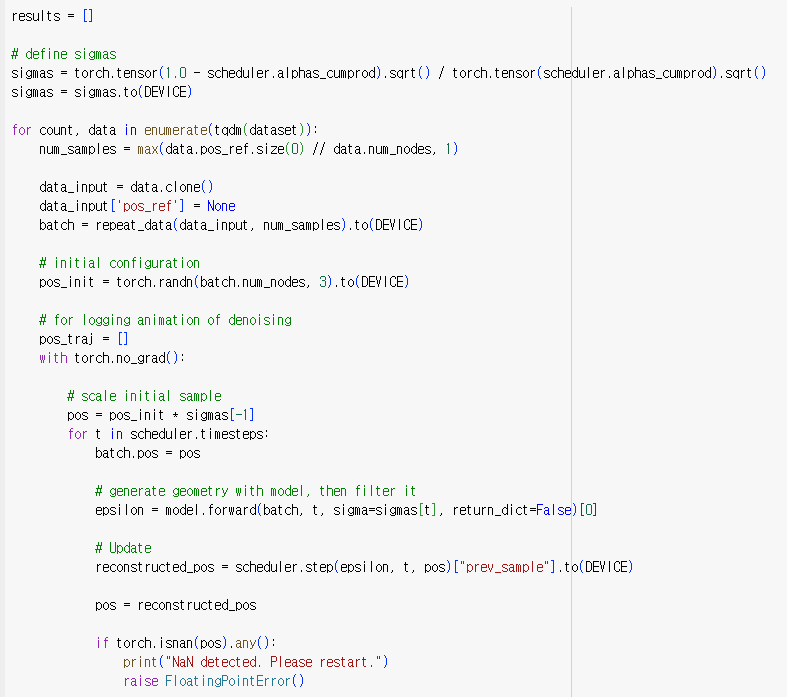 results = []
# define sigmas
sigmas = torch.tensor(1.0 - scheduler.alphas_cumprod).sqrt() / torch.tensor(scheduler.alphas_cumprod).sqrt()
sigmas = sigmas.to(DEVICE)
for count, data in enumerate(tqdm(dataset)):
    num_samples = max(data.pos_ref.size(0) // data.num_nodes, 1)
    data_input = data.clone()
    data_input['pos_ref'] = None
    batch = repeat_data(data_input, num_samples).to(DEVICE)
    # initial configuration
    pos_init = torch.randn(batch.num_nodes, 3).to(DEVICE)
    # for logging animation of denoising
    pos_traj = []
    with torch.no_grad():
        # scale initial sample
        pos = pos_init * sigmas[-1]
        for t in scheduler.timesteps:
            batch.pos = pos
            # generate geometry with model, then filter it
            epsilon = model.forward(batch, t, sigma=sigmas[t], return_dict=False)[0]
            # Update
            reconstructed_pos = scheduler.step(epsilon, t, pos)["prev_sample"].to(DEVICE)
            pos = reconstructed_pos
            if torch.isnan(pos).any():
                print("NaN detected. Please restart.")
                raise FloatingPointError()